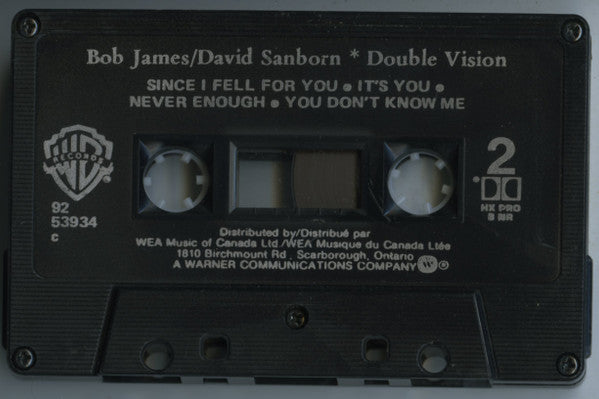 Bob James/David Sanborn * Double Vision
SINCE I FELL FOR YOU • IT'S YOU •
NEVER ENOUGH • YOU DON'T KNOW ME
WB
RECORDS
92
53934
c
2
HX PRO
B NR
Distributed by/Distribué par
WEA Music of Canada Ltd /WEA Musique du Canada Ltée
1810 Birchmount Rd , Scarborough, Ontario
A WARNER COMMUNICATIONS COMPANY W ®